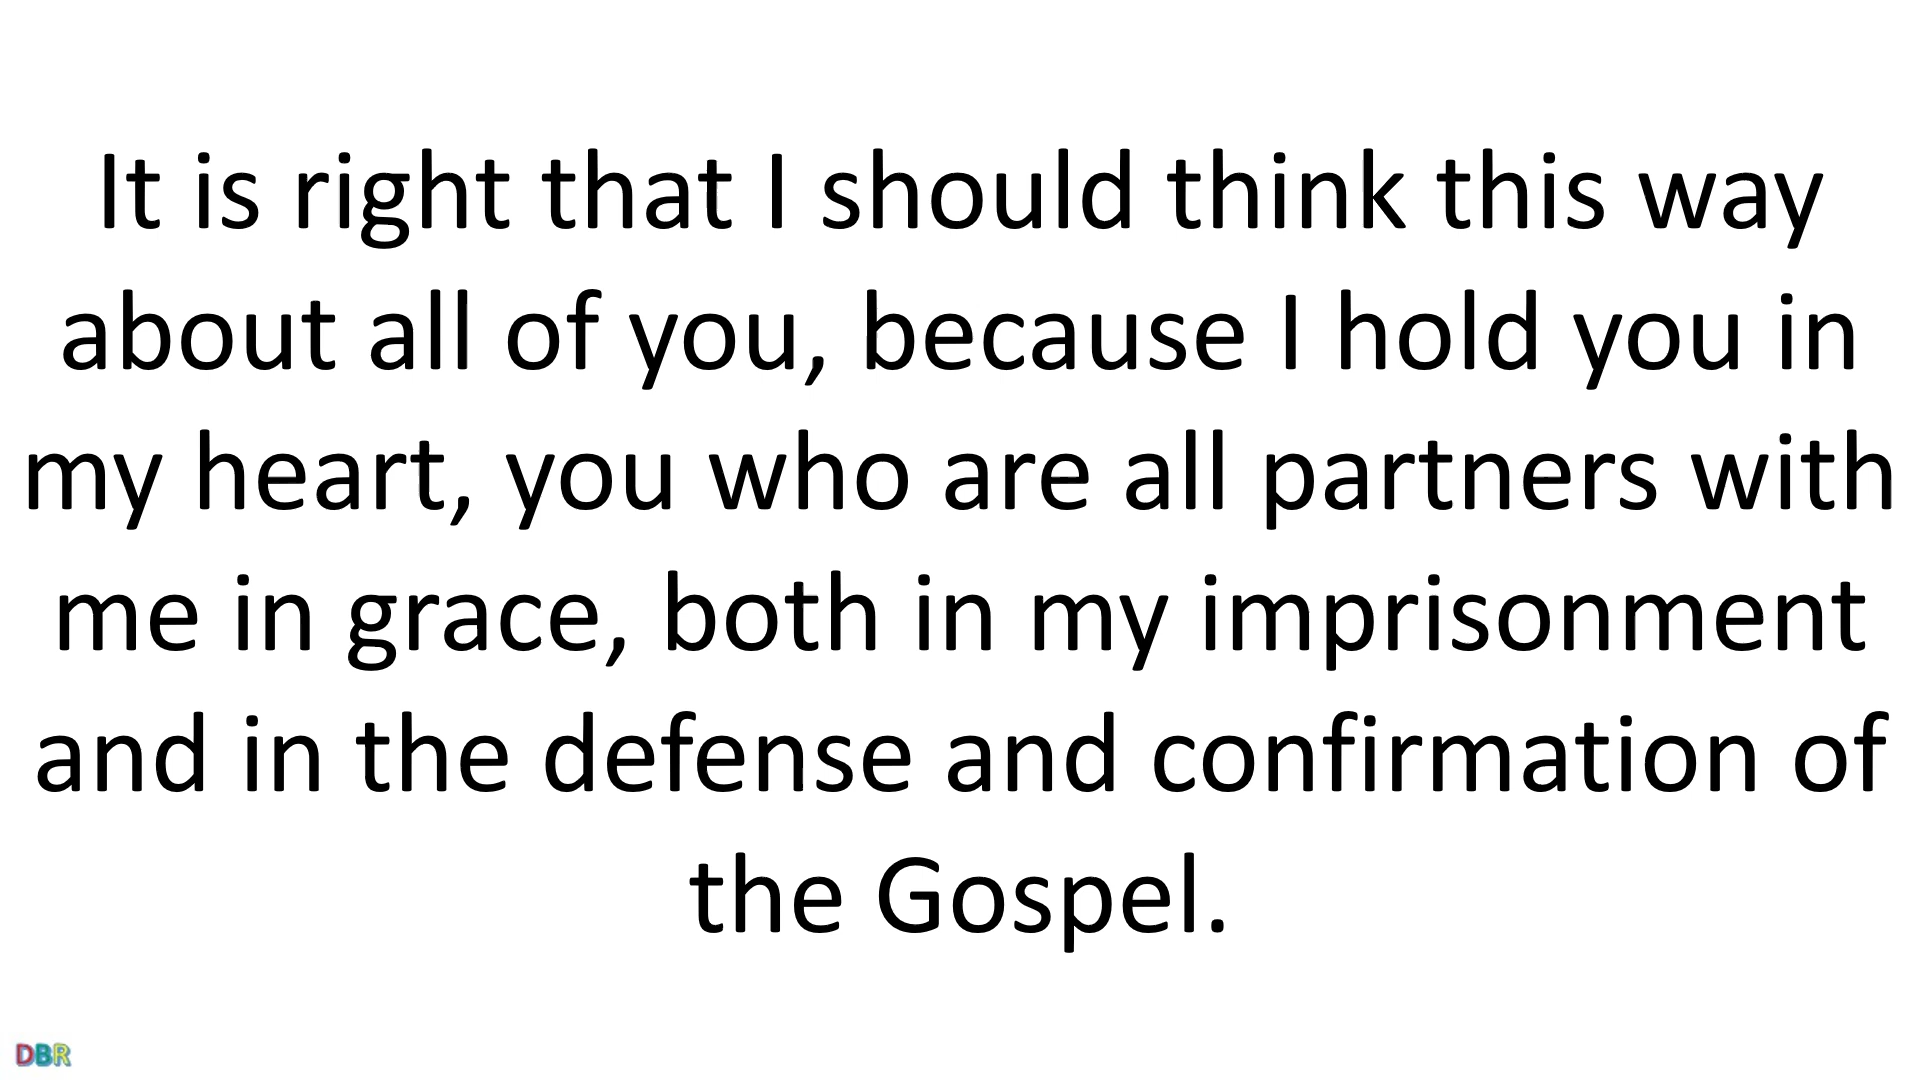 It is right that I should think this way
about all of you, because I hold you in
my heart, you who are all partners with
me in grace, both in my imprisonment
and in the defense and confirmation of
the Gospel.
DBR